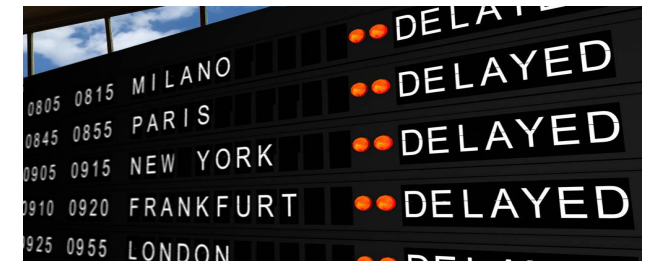 0805 0815 MILANO DELAYED
0845 0855 PARIS DELAYED
0905 0915 NEW YORK DELAYED
0910 0920 FRANKFURT DELAYED
0925 0955 LONDON DELAYED